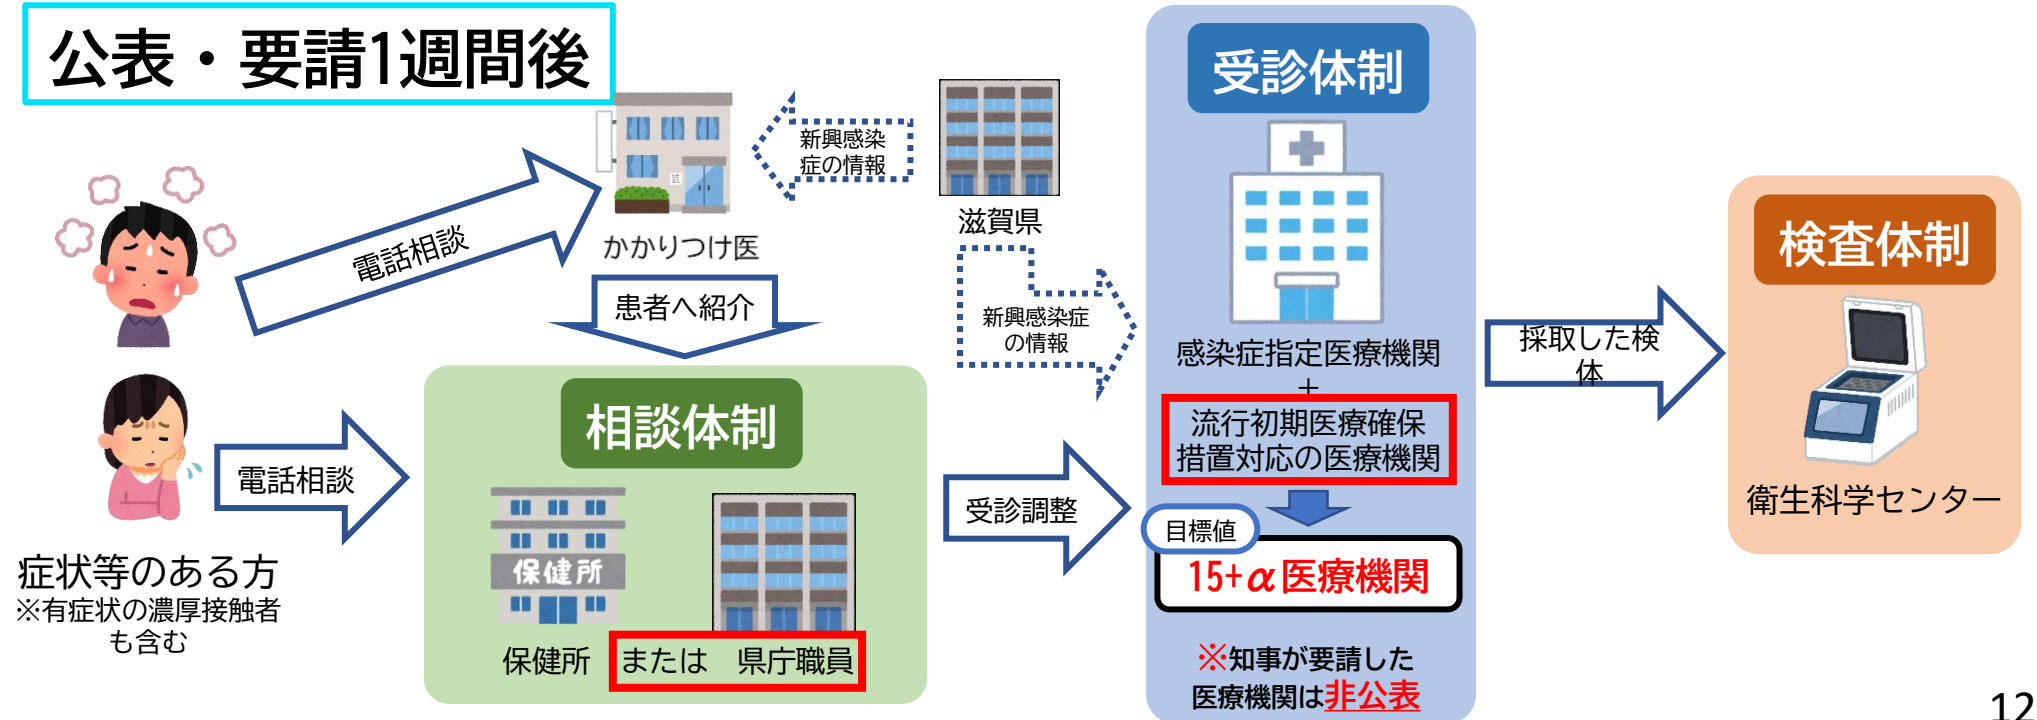 公表・要請1週間後
新興感染
症の情報
滋賀県
電話相談
かかりつけ医
患者へ紹介
新興感染症
の情報
電話相談
症状等のある方
※有症状の濃厚接触者
も含む
相談体制
保健所
保健所　または　県庁職員
受診調整
受診体制
感染症指定医療機関
+
流行初期医療確保
措置対応の医療機関
目標値
15+α医療機関
※知事が要請した
医療機関は非公表
採取した検
体
検査体制
衛生科学センター
12